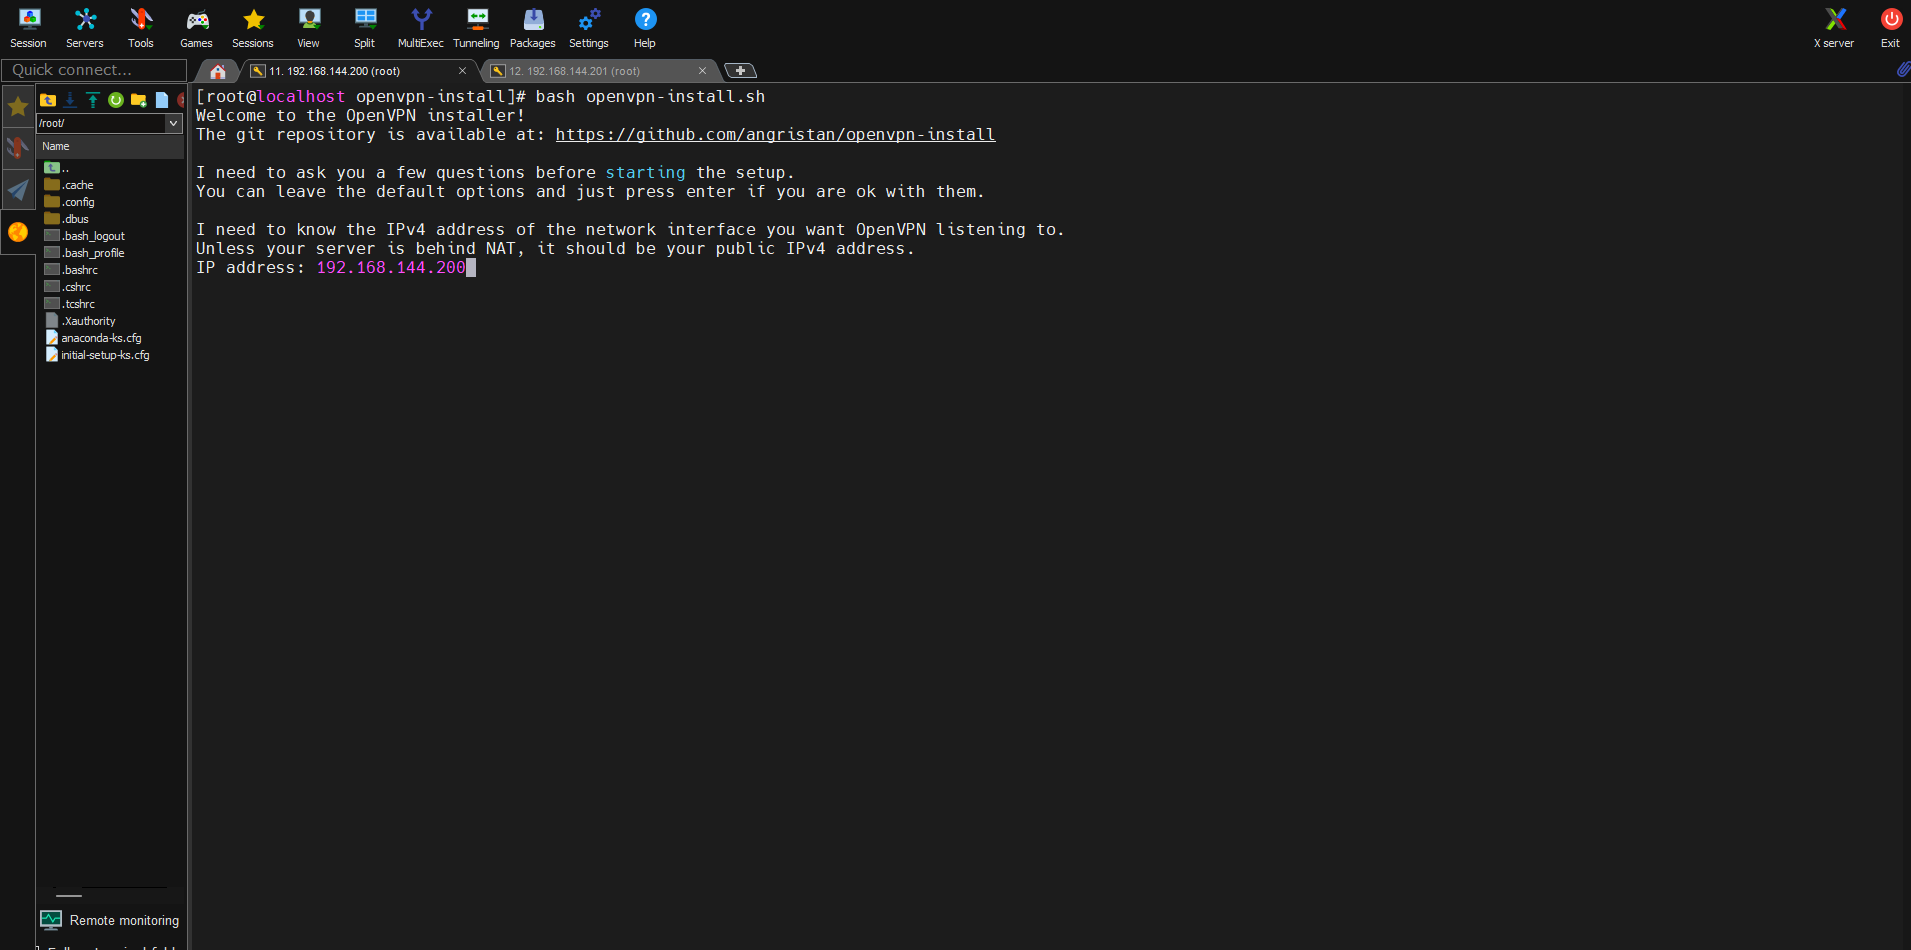 Session Servers Tools Games Sessions View Split MultiExec Tunneling Packages Settings Help X server Exit
Quick connect...
11. 192.168.144.200 (root)
12. 192.168.144.201 (root)
/root/
Name
..
.cache
.config
.dbus
.bash_logout
.bash_profile
.bashrc
.cshrc
.tcshrc
.Xauthority
anaconda-ks.cfg
initial-setup-ks.cfg
Remote monitoring
[root@localhost openvpn-install]# bash openvpn-install.sh
Welcome to the OpenVPN installer!
The git repository is available at: https://github.com/angristan/openvpn-install
I need to ask you a few questions before starting the setup.
You can leave the default options and just press enter if you are ok with them.
I need to know the IPv4 address of the network interface you want OpenVPN listening to.
Unless your server is behind NAT, it should be your public IPv4 address.
IP address: 192.168.144.200